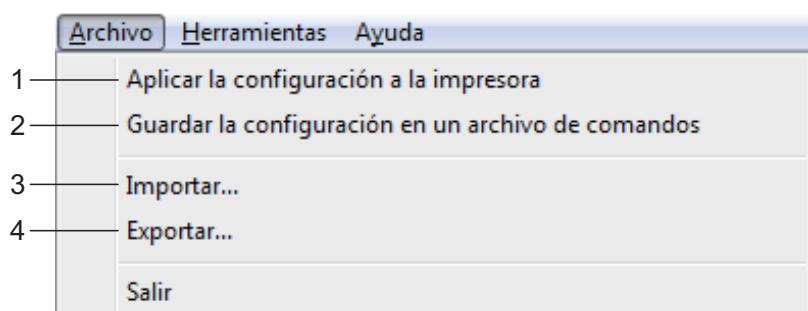 Archivo Herramientas Ayuda
1 Aplicar la configuración a la impresora
2 Guardar la configuración en un archivo de comandos
3 Importar...
4 Exportar...
Salir